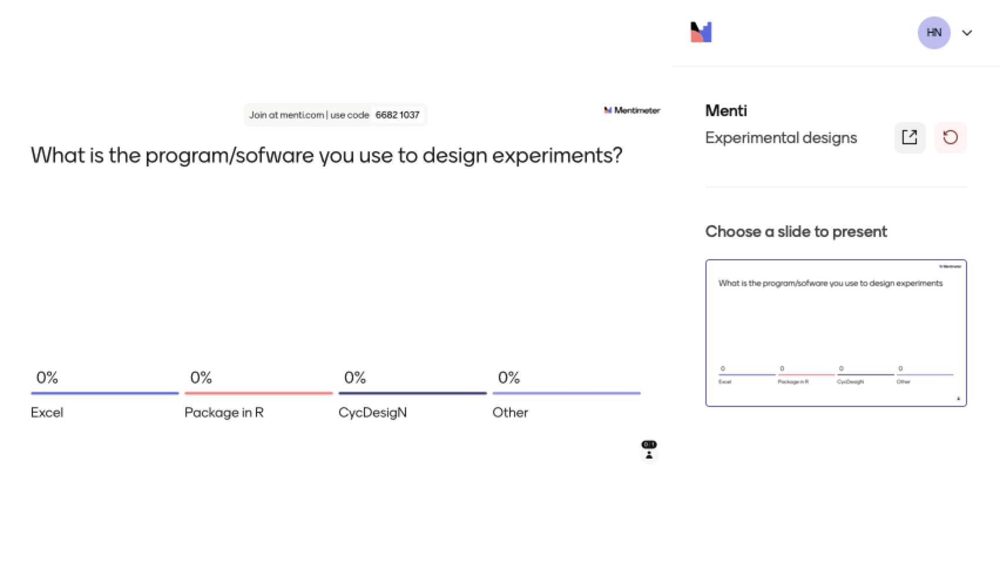 HN
Join at menti.com | use code 6682 1037
Mentimeter
What is the program/sofware you use to design experiments?
0%
0%
0%
0%
Excel
Package in R
CycDesigN
Other
0/1
Menti
Experimental designs
Choose a slide to present
Mentimeter
What is the program/sofware you use to design experiments
0
0
0
0
Excel
Package in R
CycDesigN
Other